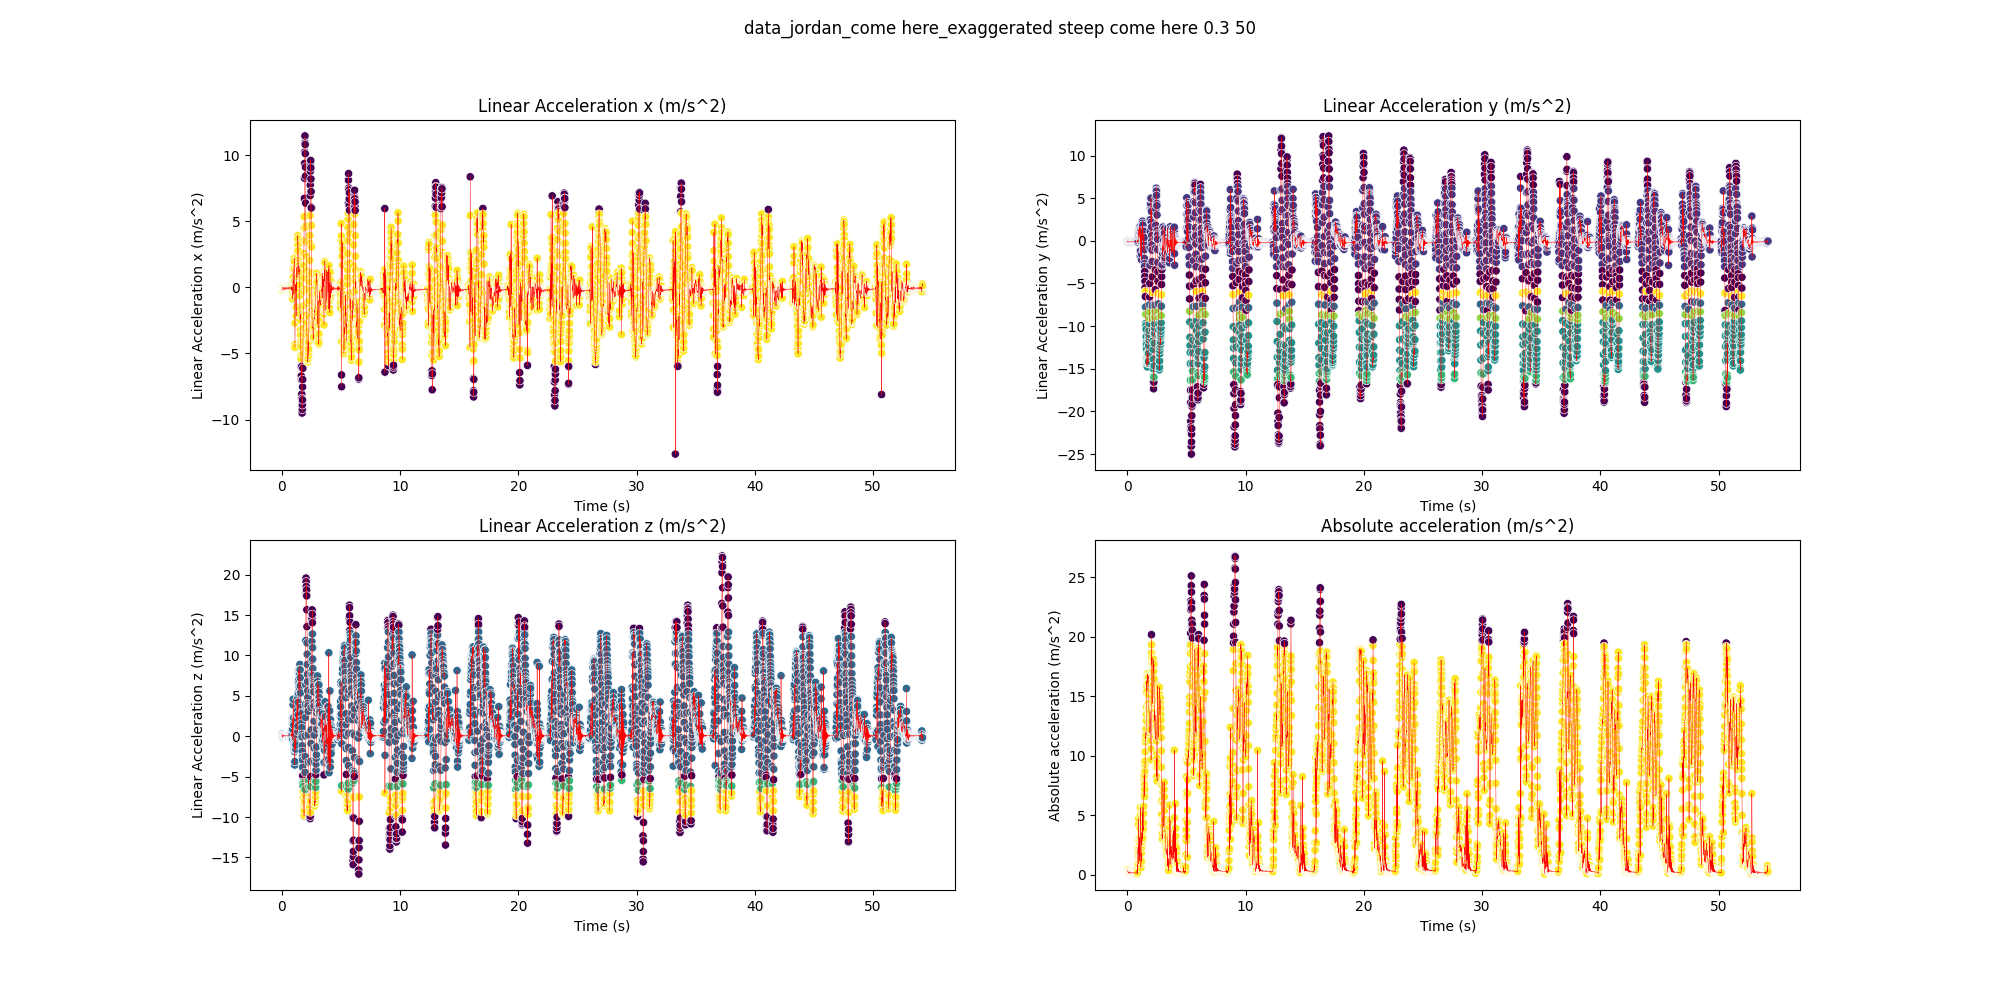 data_jordan_come here_exaggerated steep come here 0.3 50
Linear Acceleration x (m/s^2)
Linear Acceleration x (m/s^2)
10
5
0
−5
−10
0 10 20 30 40 50
Time (s)
Linear Acceleration y (m/s^2)
Linear Acceleration y (m/s^2)
10
5
0
−5
−10
−15
−20
−25
0 10 20 30 40 50
Time (s)
Linear Acceleration z (m/s^2)
Linear Acceleration z (m/s^2)
20
15
10
5
0
−5
−10
−15
0 10 20 30 40 50
Time (s)
Absolute acceleration (m/s^2)
Absolute acceleration (m/s^2)
25
20
15
10
5
0
0 10 20 30 40 50
Time (s)